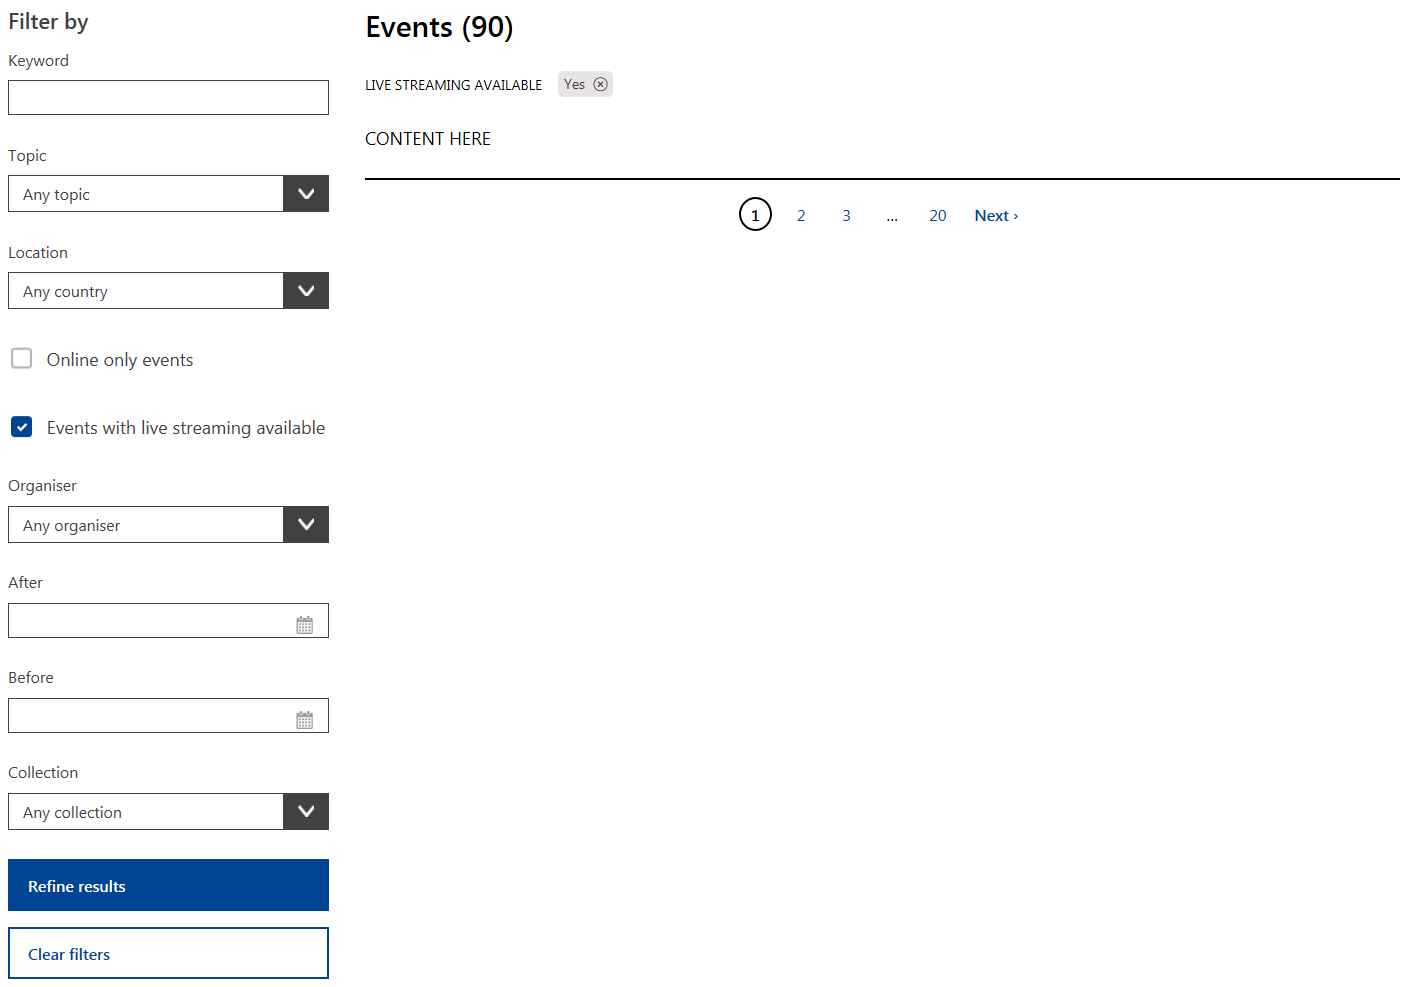 Filter by
Keyword
Topic
Any topic
Location
Any country
Online only events
Events with live streaming available
Organiser
Any organiser
After
Before
Collection
Any collection
Refine results
Clear filters
Events (90)
LIVE STREAMING AVAILABLE Yes
CONTENT HERE
1 2 3 ... 20 Next ›